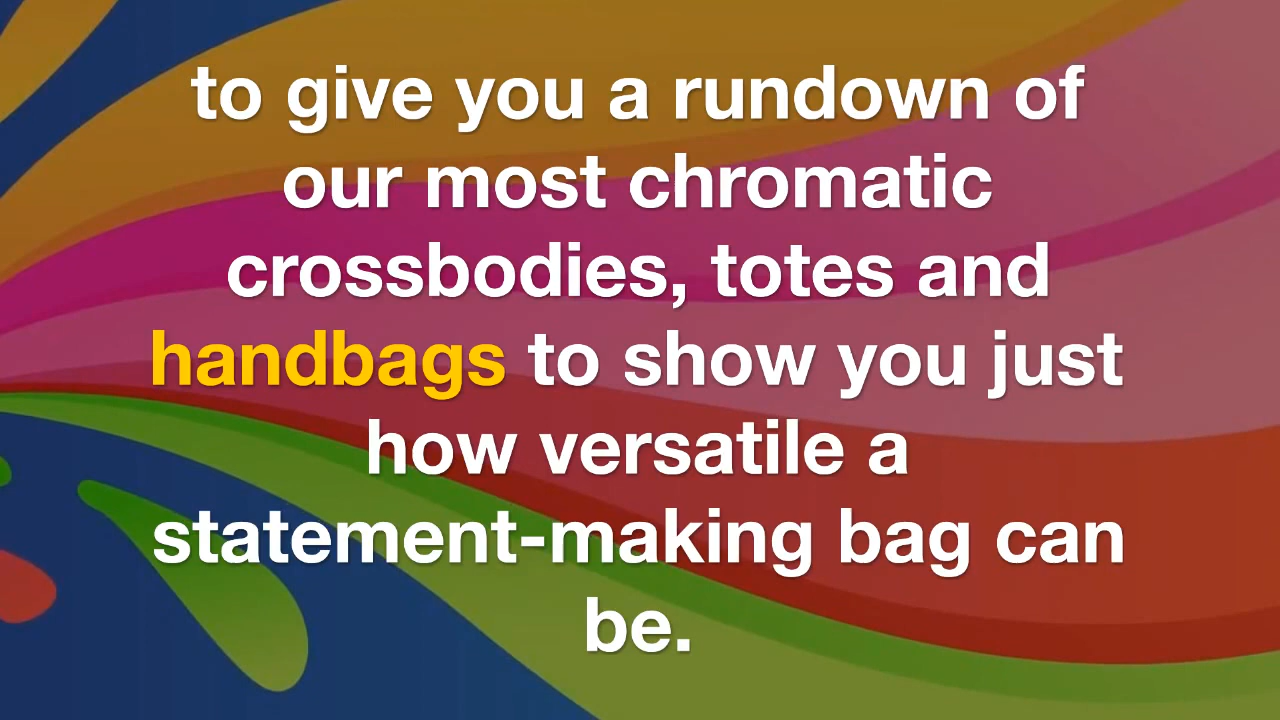 to give you a rundown of
our most chromatic
crossbodies, totes and
handbags to show you just
how versatile a
statement-making bag can
be.